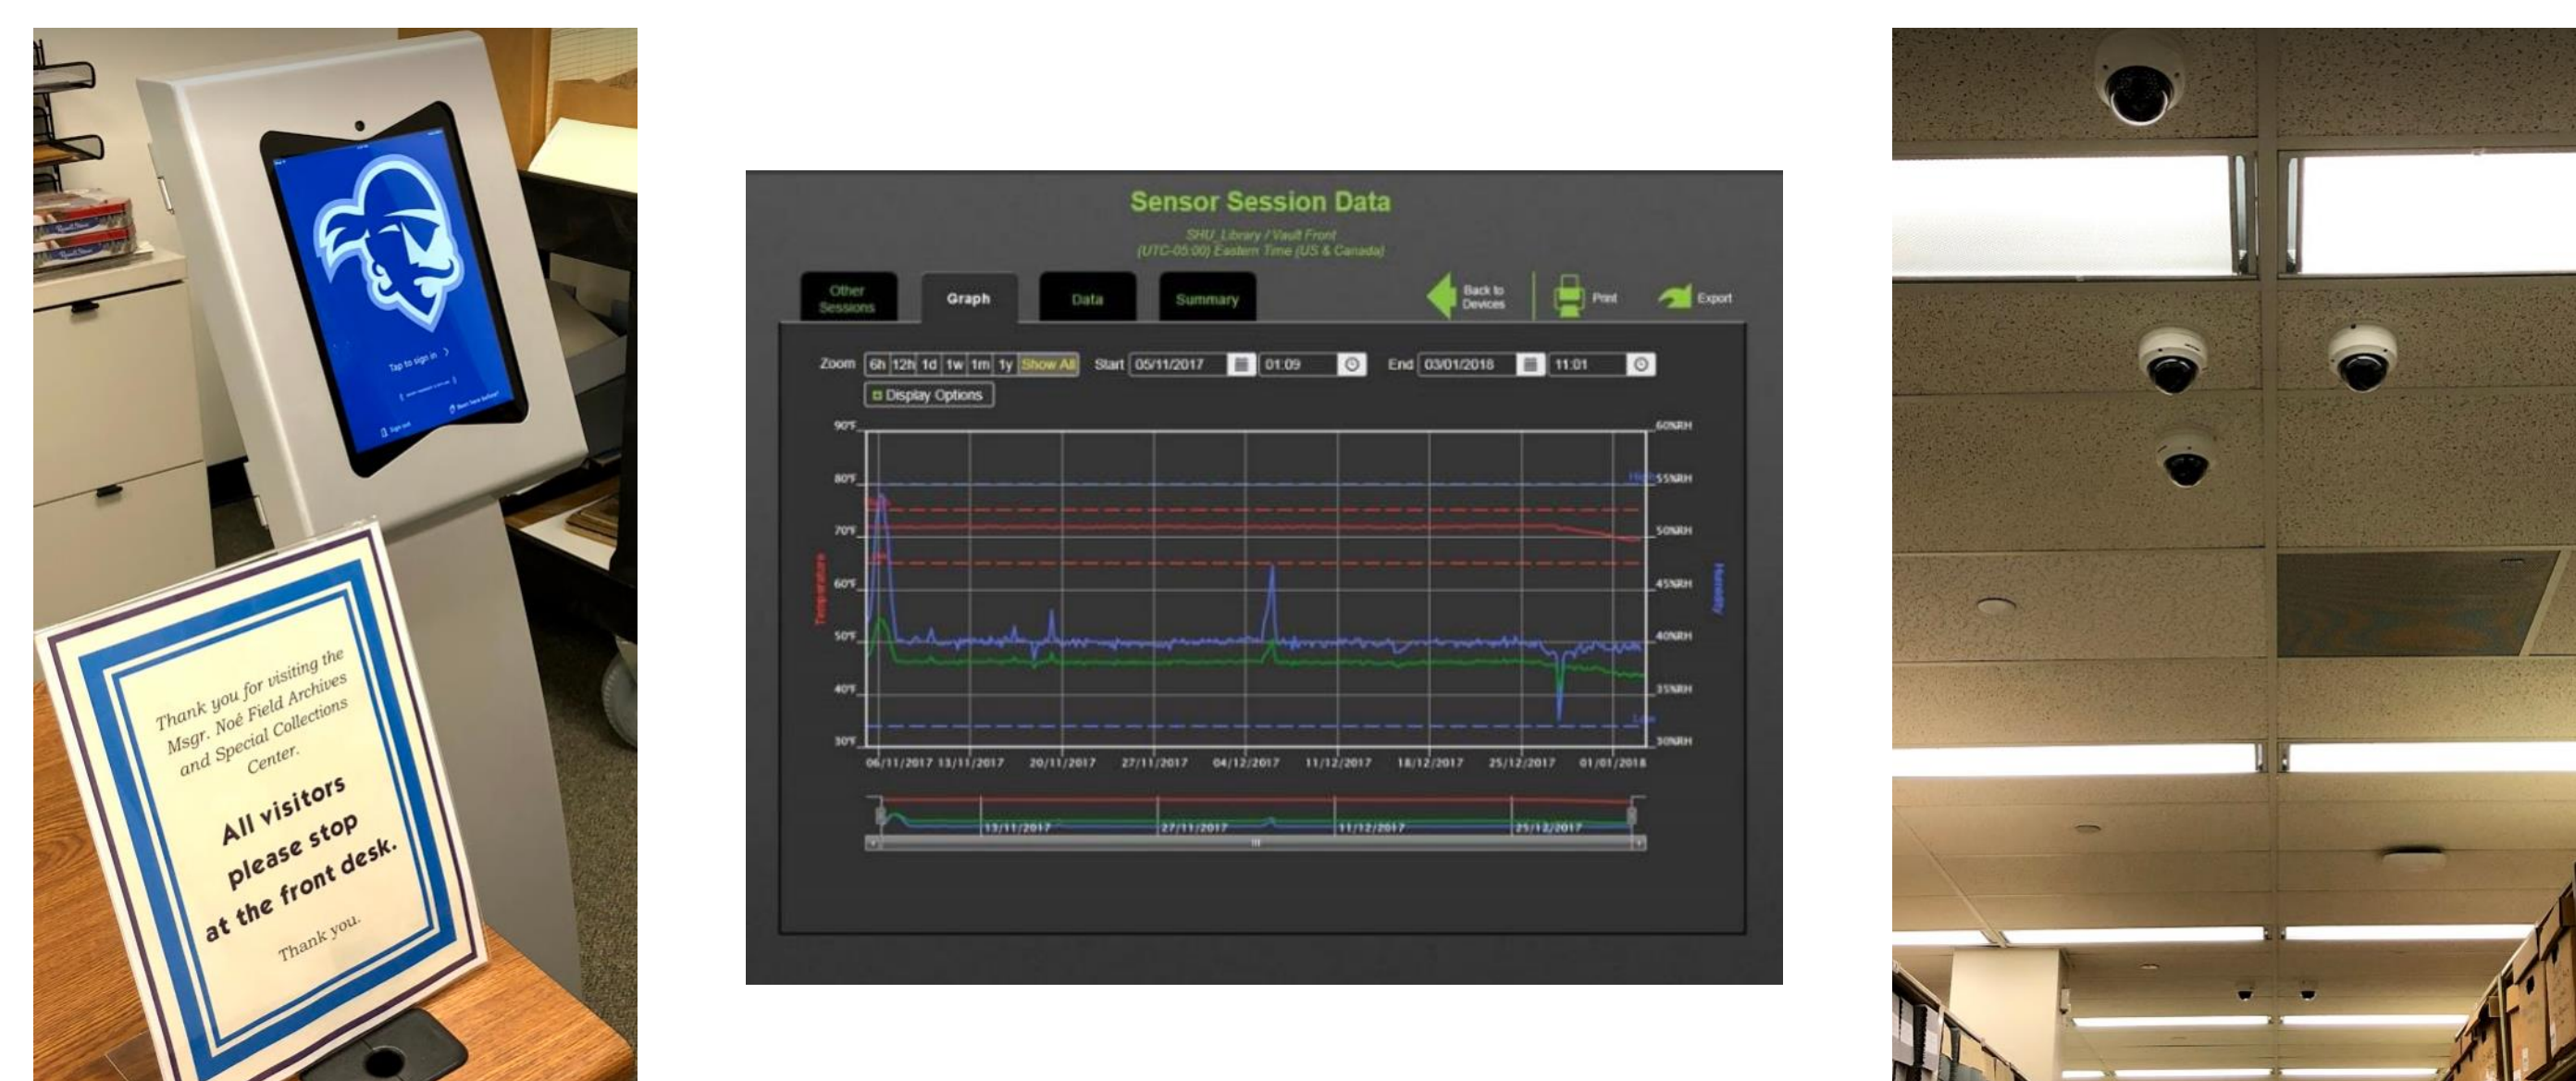 Tap to sign in
Sign out
Been here before?
Thank you for visiting the
Msgr. Noé Field Archives
and Special Collections
Center.
All visitors
please stop
at the front desk.
Thank you.
Sensor Session Data
SHU_Library / Vault Front
(UTC-05:00) Eastern Time (US & Canada)
Other
Sessions
Graph
Data
Summary
Back to
Devices
Print
Export
Zoom 6h 12h 1d 1w 1m 1y Show All Start 05/11/2017 01:09 End 03/01/2018 11:01
Display Options
90°F 60%RH
80°F High 55%RH
70°F 50%RH
60°F 45%RH
50°F 40%RH
40°F 35%RH
Low
30°F 30%RH
Temperature
Humidity
06/11/2017 13/11/2017 20/11/2017 27/11/2017 04/12/2017 11/12/2017 18/12/2017 25/12/2017 01/01/2018
13/11/2017 27/11/2017 11/12/2017 25/12/2017